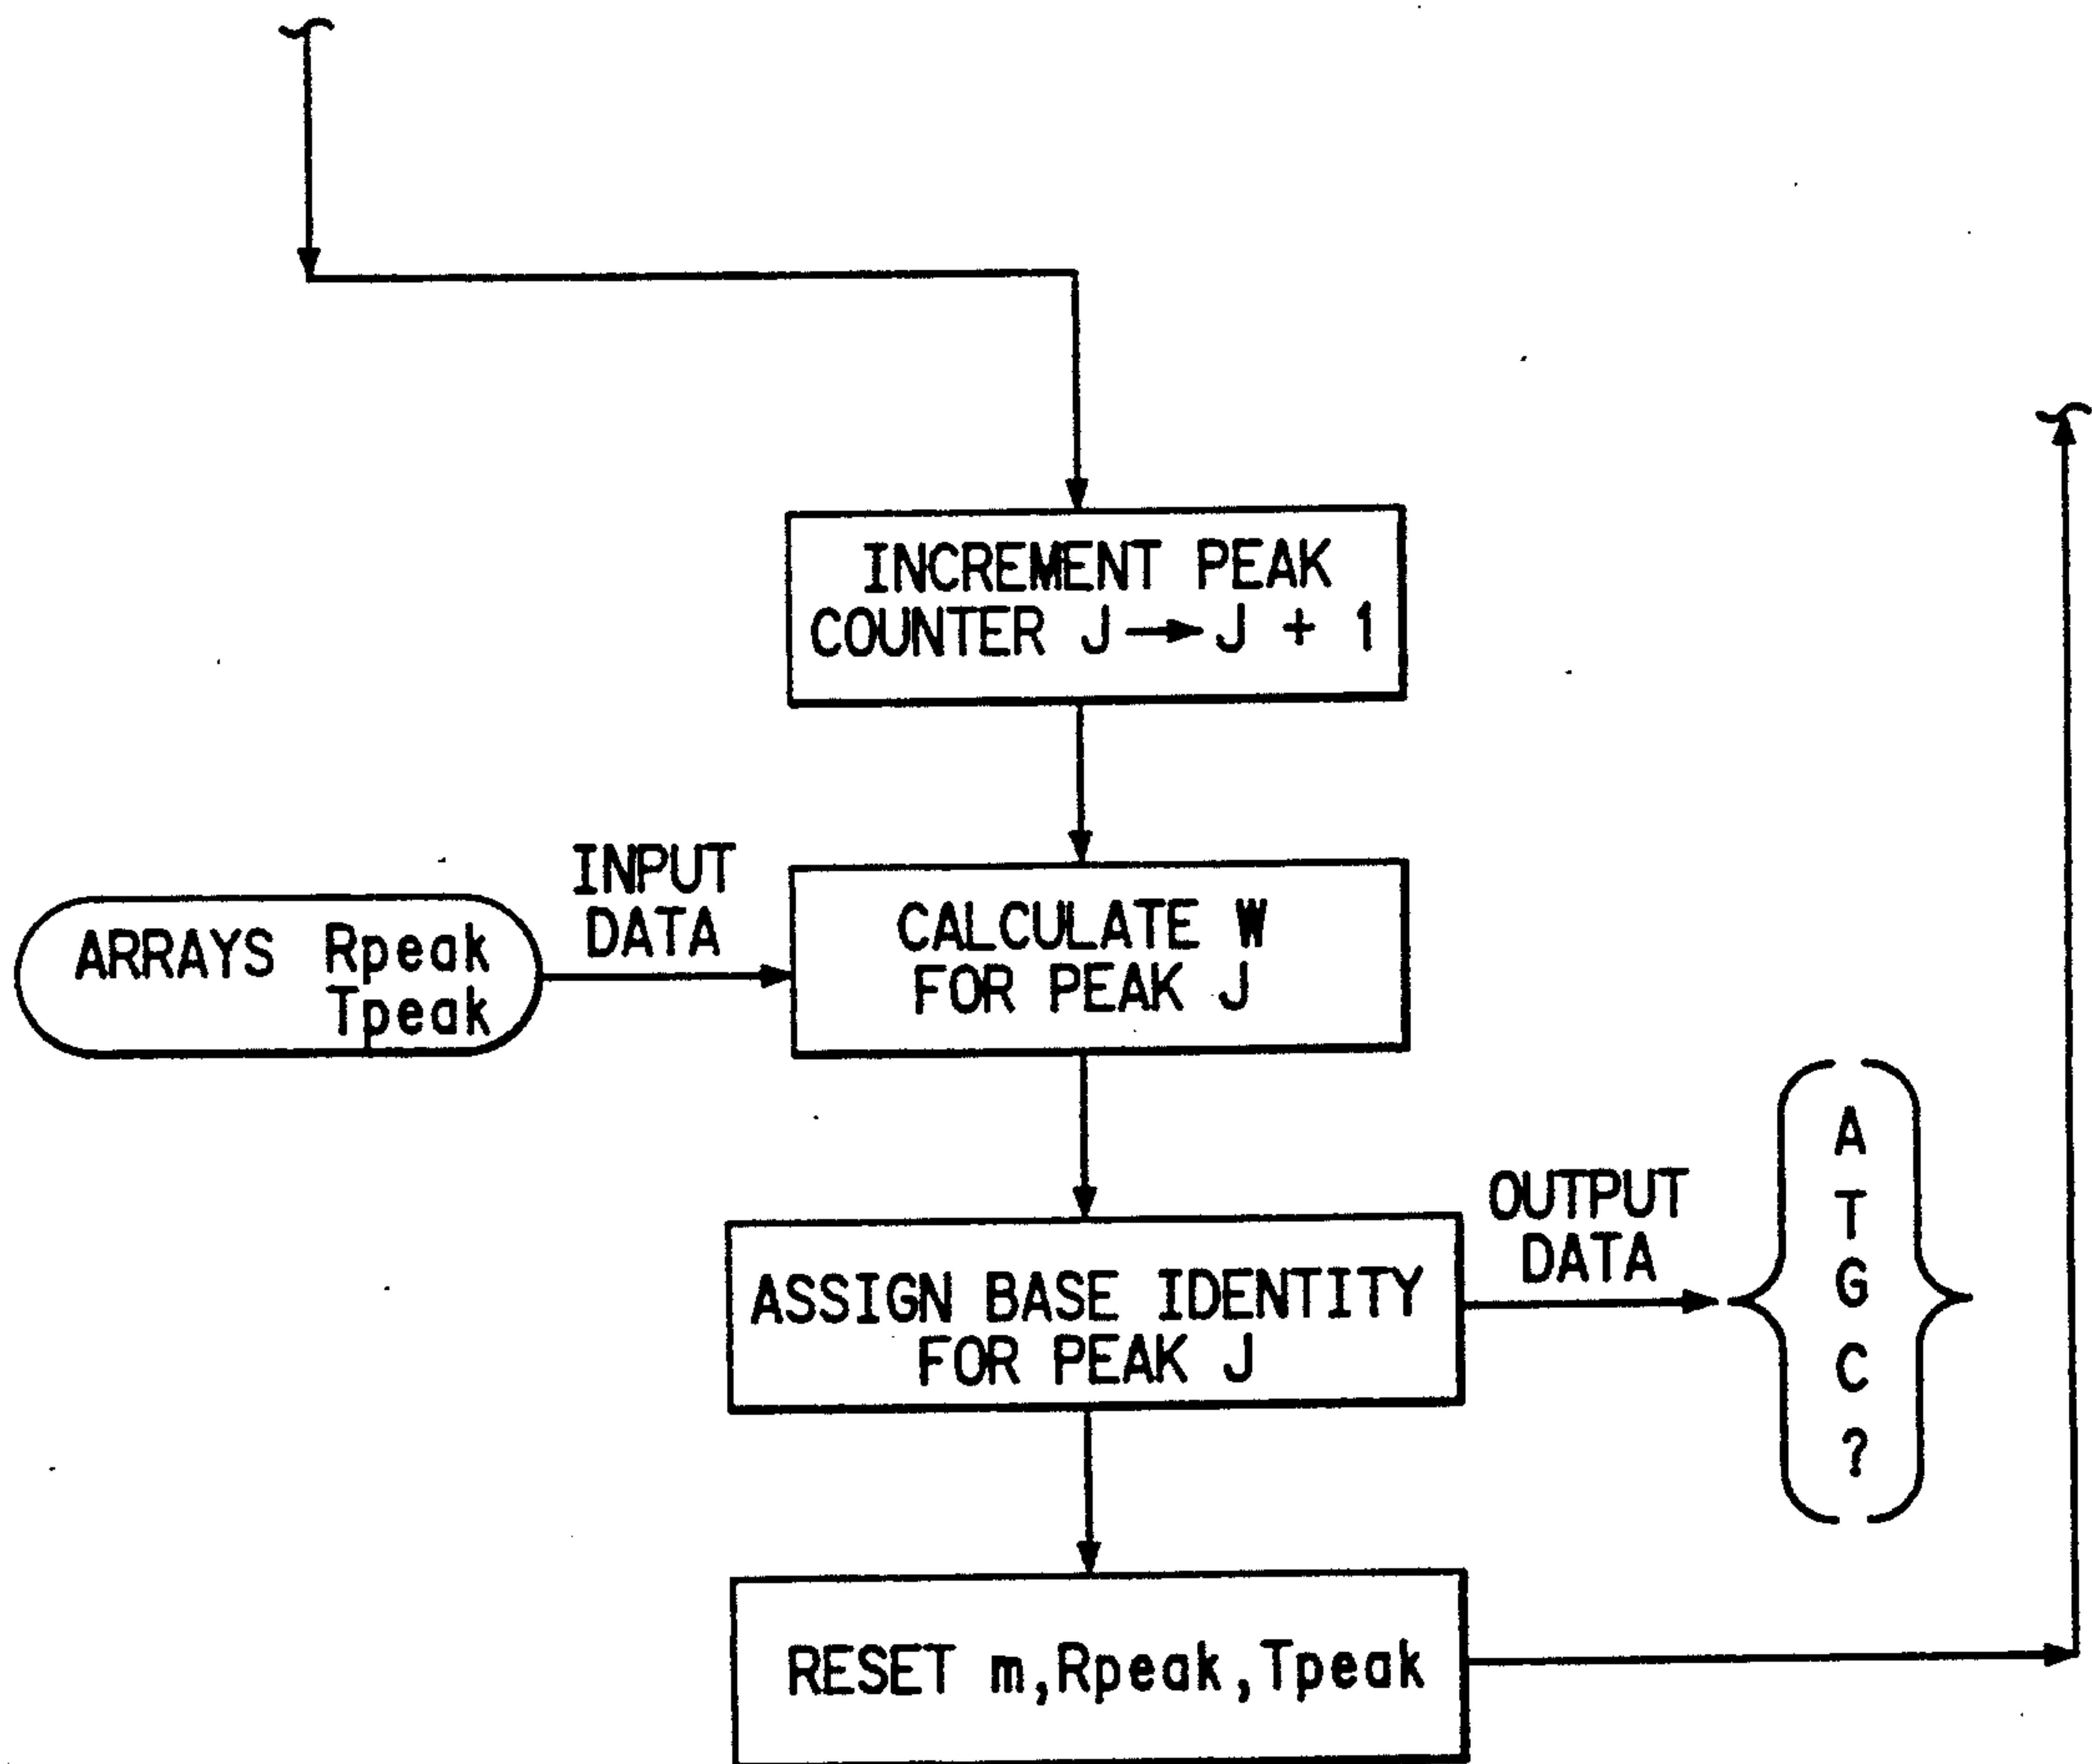 INCREMENT PEAK
COUNTER J → J + 1
INPUT
DATA
ARRAYS Rpeak
Tpeak
CALCULATE W
FOR PEAK J
OUTPUT
DATA
ASSIGN BASE IDENTITY
FOR PEAK J
A
T
G
C
?
RESET m,Rpeak,Tpeak